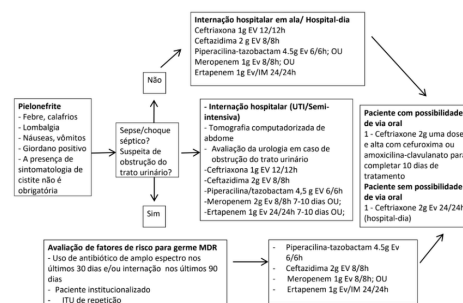 Internação hospitalar em ala/ Hospital-dia
Ceftriaxona 1g EV 12/12h
Ceftazidima 2 g EV 8/8h
Piperacilina-tazobactam 4.5g Ev 6/6h; OU
Meropenem 1g Ev 8/8h; OU
Ertapenem 1g Ev/IM 24/24h
Não
Pielonefrite
- Febre, calafrios
- Lombalgia
- Náuseas, vômitos
- Giordano positivo
- A presença de
sintomatologia de
cistite não é
obrigatória
Sepse/choque
séptico?
Suspeita de
obstrução do
trato urinário?
- Internação hospitalar (UTI/Semi-
intensiva)
- Tomografia computadorizada de
abdome
- Avaliação da urologia em caso de
obstrução do trato urinário
-Ceftriaxona 1g EV 12/12h
-Ceftazidima 2g EV 8/8h
-Piperacilina/tazobactam 4,5 g EV 6/6h
-Meropenem 2g EV 8/8h 7-10 dias OU;
-Ertapenem 1g EV 24/24h 7-10 dias OU;
Paciente com possibilidade
de via oral
1 - Ceftriaxone 2g uma dose
e alta com cefuroxima ou
amoxicilina-clavulanato para
completar 10 dias de
tratamento
Paciente sem possibilidade
de via oral
1 - Ceftriaxone 2g Ev 24/24h
(hospital-dia)
Sim
Avaliação de fatores de risco para germe MDR
- Uso de antibiótico de amplo espectro nos
últimos 30 dias e/ou internação nos últimos 90
dias
- Paciente institucionalizado
- ITU de repetição
- Piperacilina-tazobactam 4.5g Ev
6/6h
- Ceftazidima 2g EV 8/8h
- Meropenem 1g Ev 8/8h; OU
- Ertapenem 1g Ev/IM 24/24h